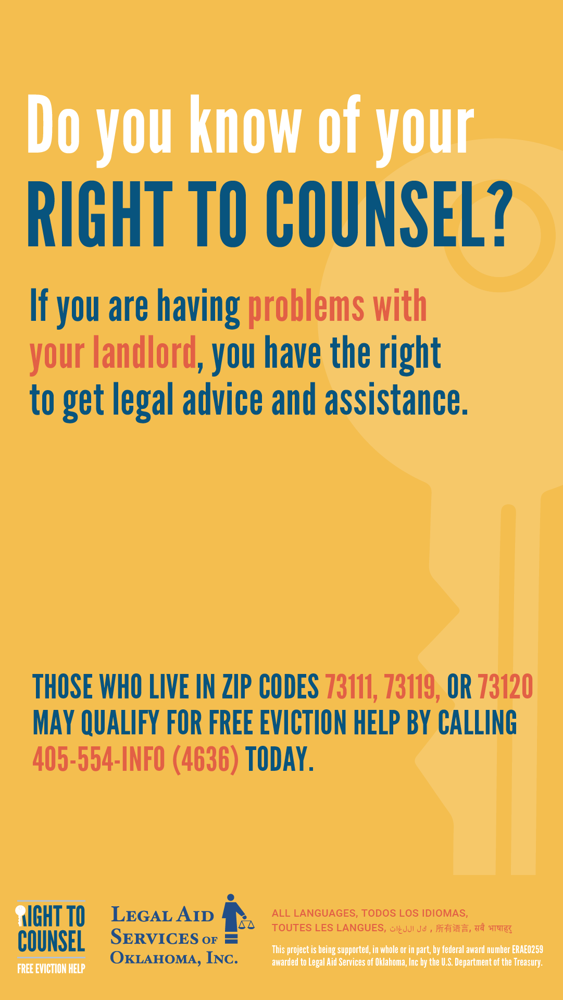 Do you know of your
RIGHT TO COUNSEL?
If you are having problems with
your landlord, you have the right
to get legal advice and assistance.
THOSE WHO LIVE IN ZIP CODES 73111, 73119, OR 73120
MAY QUALIFY FOR FREE EVICTION HELP BY CALLING
405-554-INFO (4636) TODAY.
RIGHT TO
COUNSEL
FREE EVICTION HELP
LEGAL AID
SERVICES OF
OKLAHOMA, INC.
ALL LANGUAGES, TODOS LOS IDIOMAS,
TOUTES LES LANGUES, ك ل ا ل ل غ ا ت , 所有语言, सबै भाषाहरु
This project is being supported, in whole or in part, by federal award number ERAE0259
awarded to Legal Aid Services of Oklahoma, Inc by the U.S. Department of the Treasury.